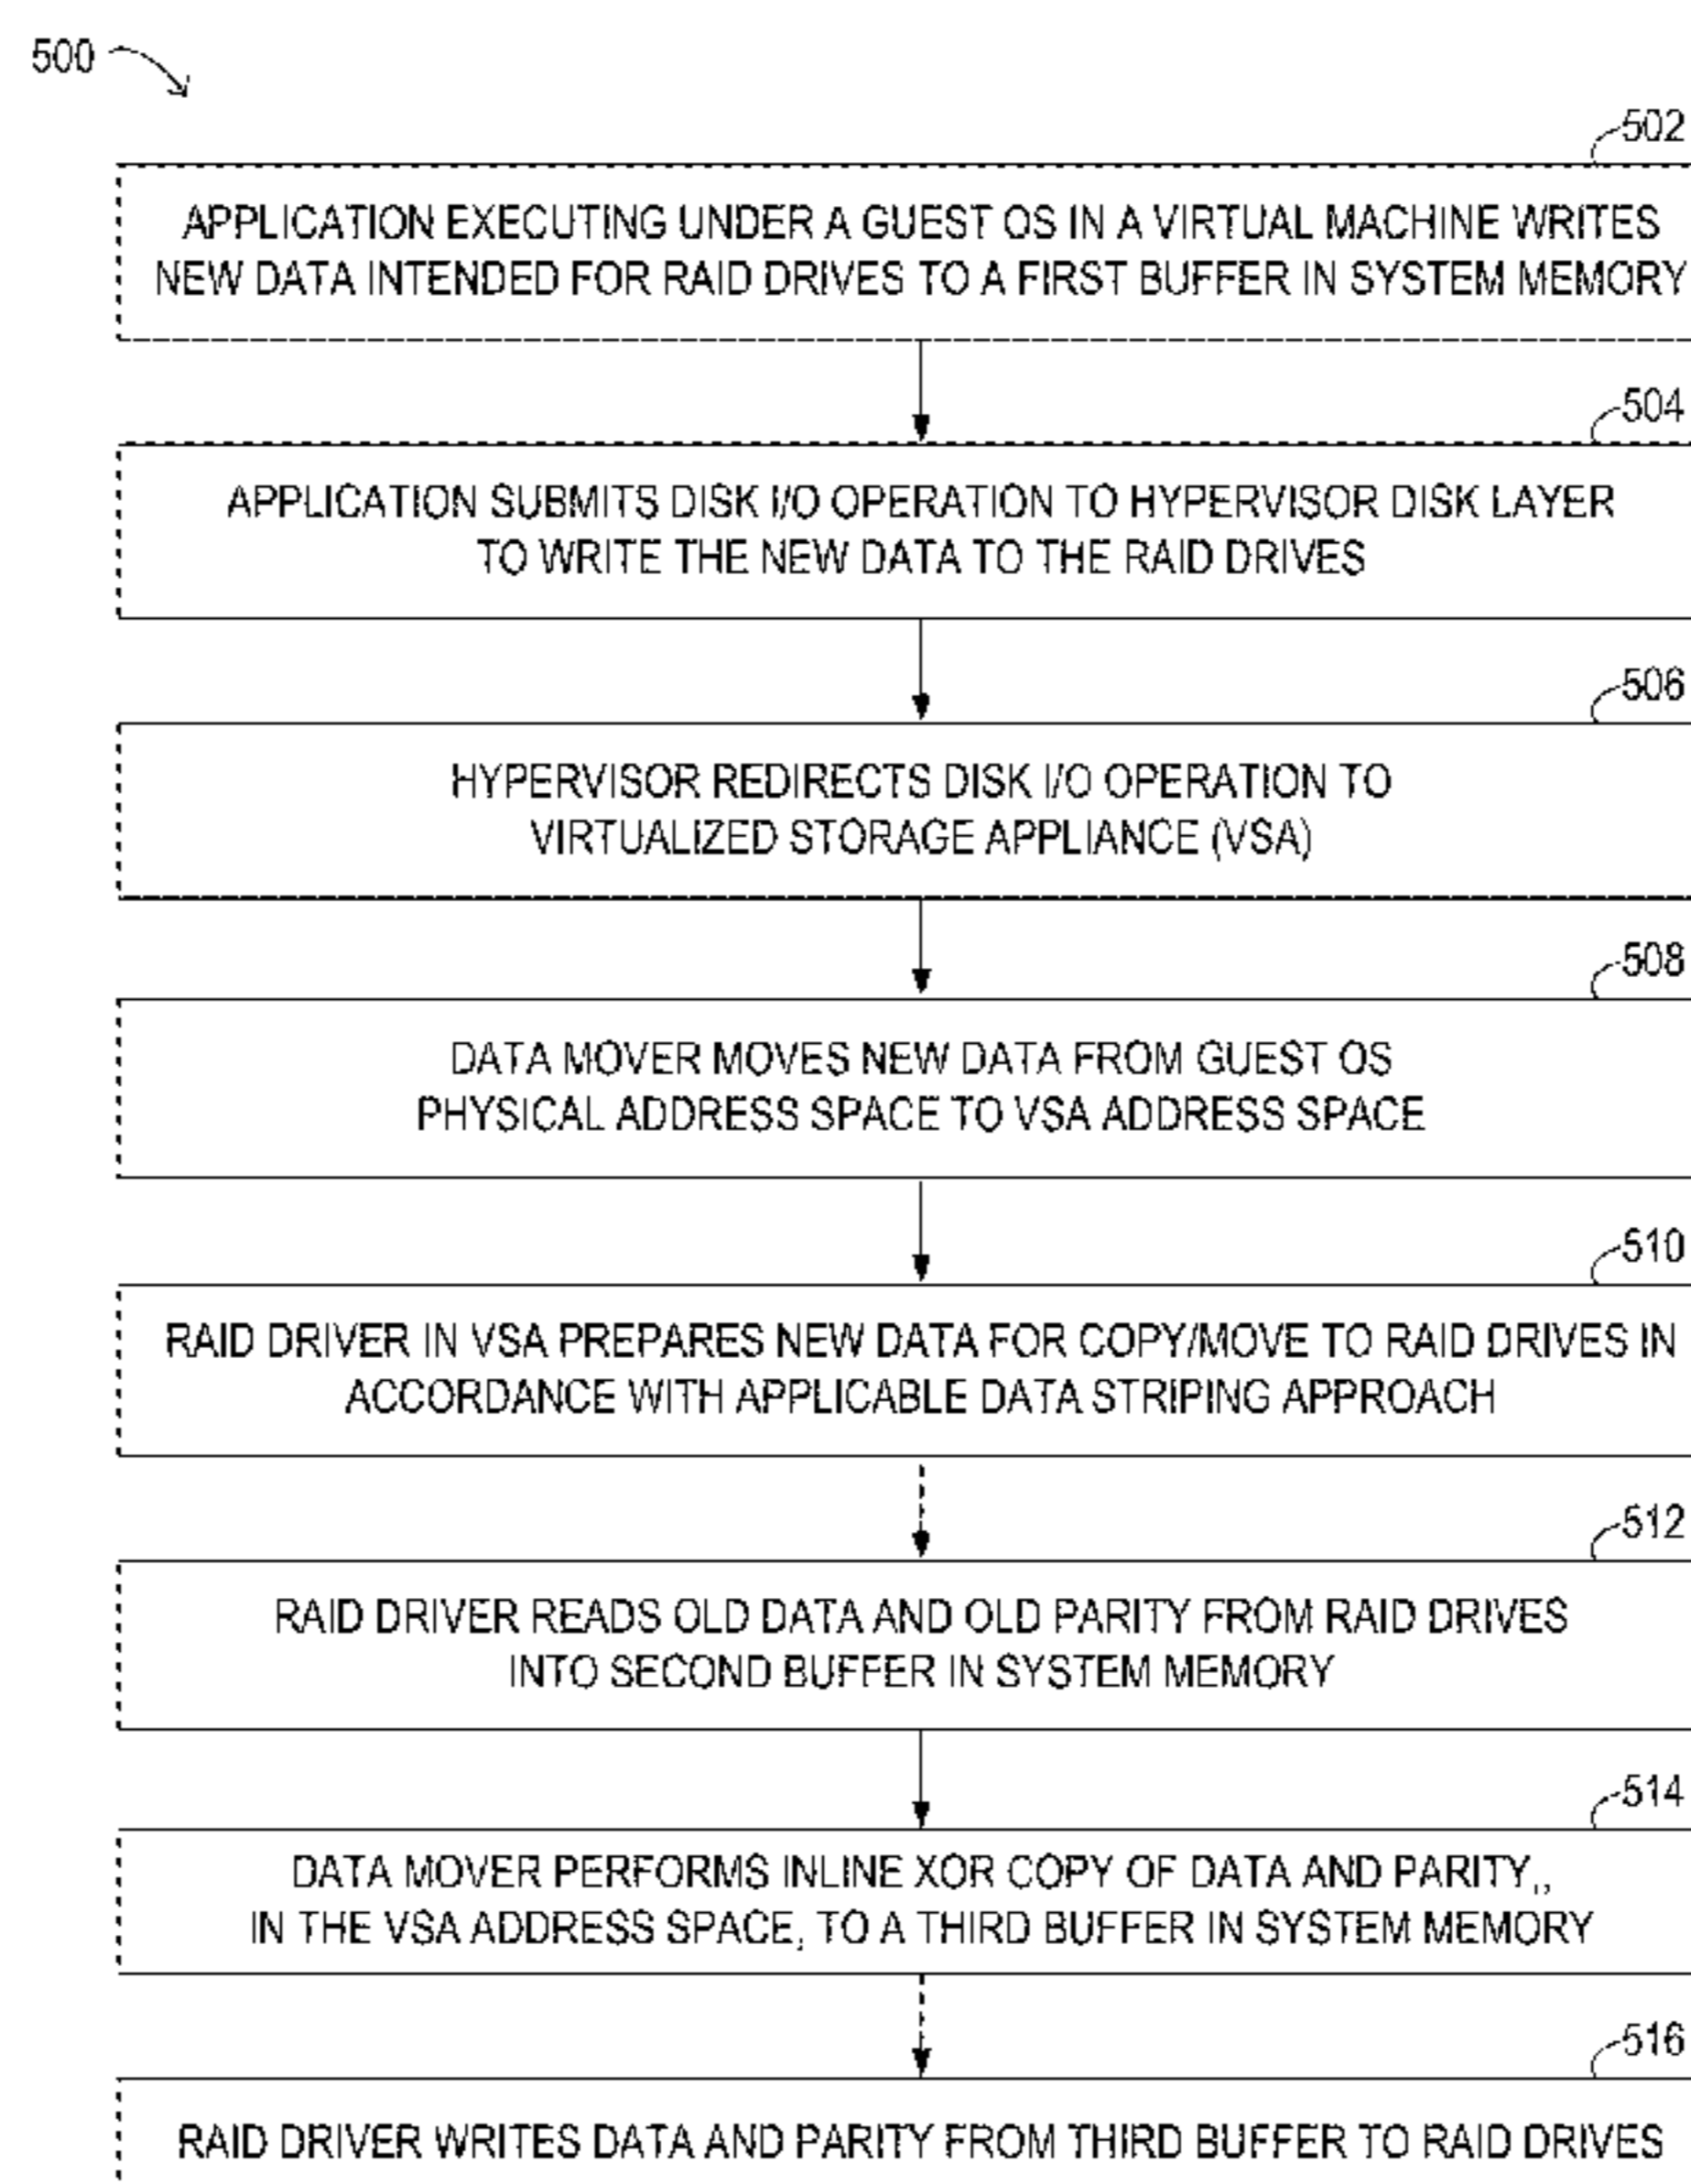 500
502
APPLICATION EXECUTING UNDER A GUEST OS IN A VIRTUAL MACHINE WRITES
NEW DATA INTENDED FOR RAID DRIVES TO A FIRST BUFFER IN SYSTEM MEMORY
504
APPLICATION SUBMITS DISK I/O OPERATION TO HYPERVISOR DISK LAYER
TO WRITE THE NEW DATA TO THE RAID DRIVES
506
HYPERVISOR REDIRECTS DISK I/O OPERATION TO
VIRTUALIZED STORAGE APPLIANCE (VSA)
508
DATA MOVER MOVES NEW DATA FROM GUEST OS
PHYSICAL ADDRESS SPACE TO VSA ADDRESS SPACE
510
RAID DRIVER IN VSA PREPARES NEW DATA FOR COPY/MOVE TO RAID DRIVES IN
ACCORDANCE WITH APPLICABLE DATA STRIPING APPROACH
512
RAID DRIVER READS OLD DATA AND OLD PARITY FROM RAID DRIVES
INTO SECOND BUFFER IN SYSTEM MEMORY
514
DATA MOVER PERFORMS INLINE XOR COPY OF DATA AND PARITY,,
IN THE VSA ADDRESS SPACE, TO A THIRD BUFFER IN SYSTEM MEMORY
516
RAID DRIVER WRITES DATA AND PARITY FROM THIRD BUFFER TO RAID DRIVES